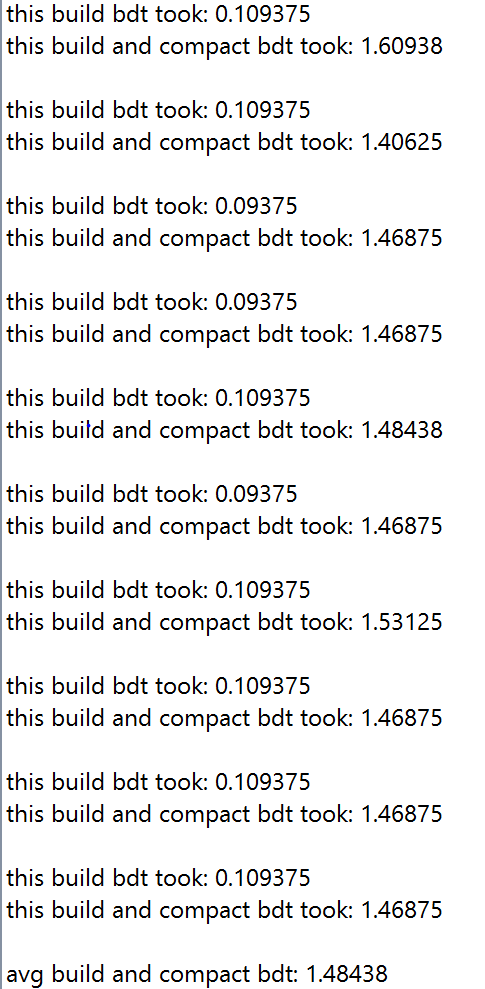 this build bdt took: 0.109375
this build and compact bdt took: 1.60938
this build bdt took: 0.109375
this build and compact bdt took: 1.40625
this build bdt took: 0.09375
this build and compact bdt took: 1.46875
this build bdt took: 0.09375
this build and compact bdt took: 1.46875
this build bdt took: 0.109375
this build and compact bdt took: 1.48438
this build bdt took: 0.09375
this build and compact bdt took: 1.46875
this build bdt took: 0.109375
this build and compact bdt took: 1.53125
this build bdt took: 0.109375
this build and compact bdt took: 1.46875
this build bdt took: 0.109375
this build and compact bdt took: 1.46875
this build bdt took: 0.109375
this build and compact bdt took: 1.46875
avg build and compact bdt: 1.48438